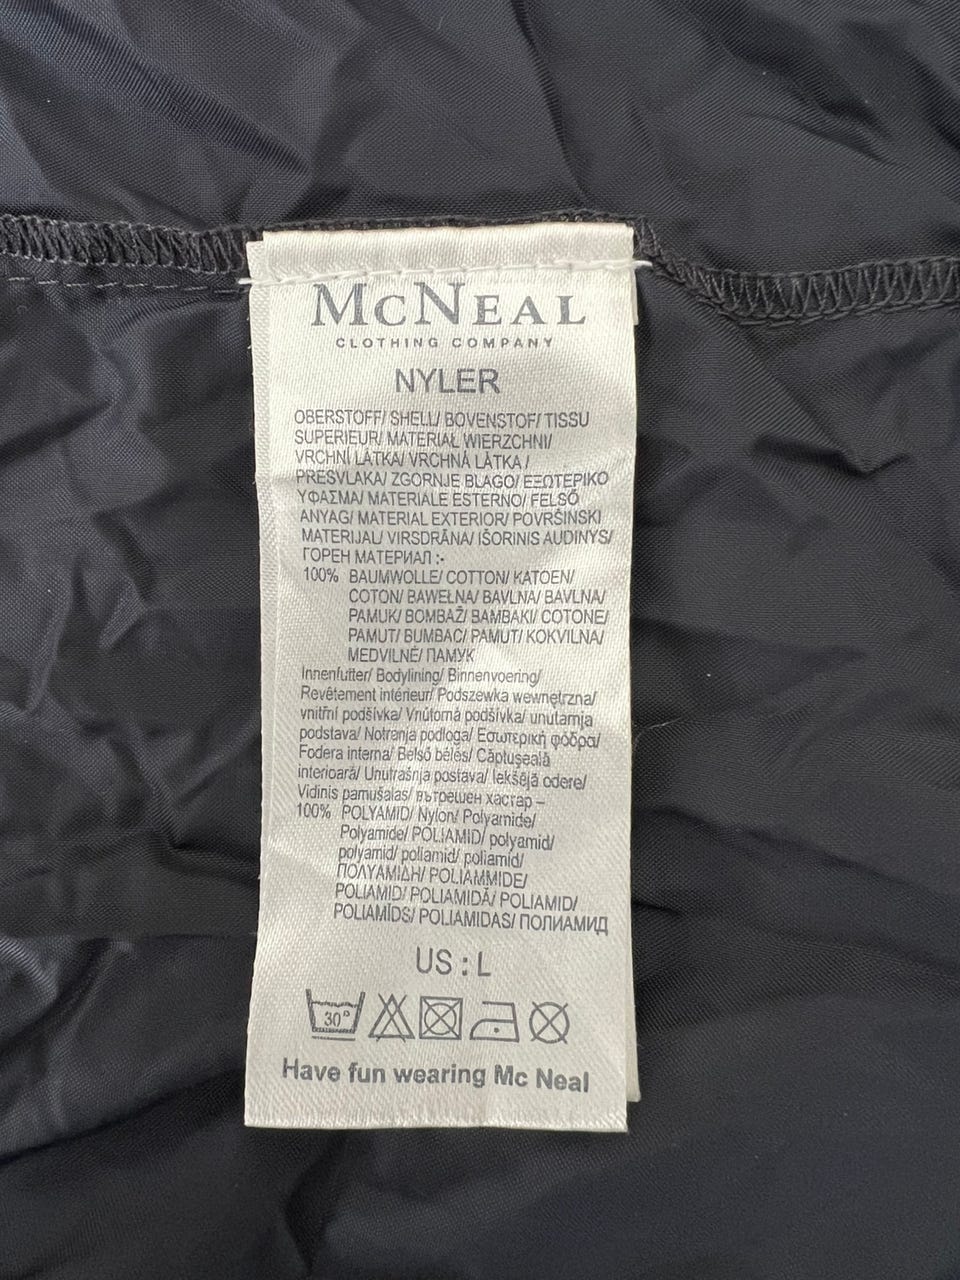 McNEAL
CLOTHING COMPANY
NYLER
OBERSTOFF/ SHELL/ BOVENSTOF/ TISSU
SUPERIEUR/ MATERIAŁ WIERZCHNI/
VRCHNÍ LÁTKA/ VRCHNÁ LÁTKA /
PRESVLAKA/ ZGORNJE BLAGO/ ΕΞΩΤΕΡΙΚΟ
ΥΦΑΣΜΑ/ MATERIALE ESTERNO/ FELSŐ
ANYAG/ MATERIAL EXTERIOR/ POVRŠINSKI
MATERIJAL/ VIRSDRĀNA/ IŠORINIS AUDINYS/
ГОРЕН МАТЕРИАЛ :-
100% BAUMWOLLE/ COTTON/ KATOEN/
COTON/ BAWEŁNA/ BAVLNA/ BAVLNA/
PAMUK/ BOMBAŽ/ BAMBAKI/ COTONE/
PAMUT/ BUMBAC/ PAMUT/ KOKVILNA/
MEDVILNĖ/ ПАМУК
Innenfutter/ Bodylining/ Binnenvoering/
Revêtement intérieur/ Podszewka wewnętrzna/
vnitřní podšívka/ Vnútorná podšívka/ unutarnja
podstava/ Notranja podloga/ Εσωτερική φόδρα/
Fodera interna/ Belső bélés/ Căptuşeală
interioară/ Unutrašnja postava/ Iekšējā odere/
Vidinis pamušalas/ вътрешен хастар –
100% POLYAMID/ Nylon/ Polyamide/
Polyamide/ POLIAMID/ polyamid/
polyamid/ poliamid/ poliamid/
ΠΟΛΥΑΜΙΔΗ/ POLIAMMIDE/
POLIAMID/ POLIAMIDĂ/ POLIAMID/
POLIAMĪDS/ POLIAMIDAS/ ПОЛИАМИД
US : L
30°
Have fun wearing Mc Neal